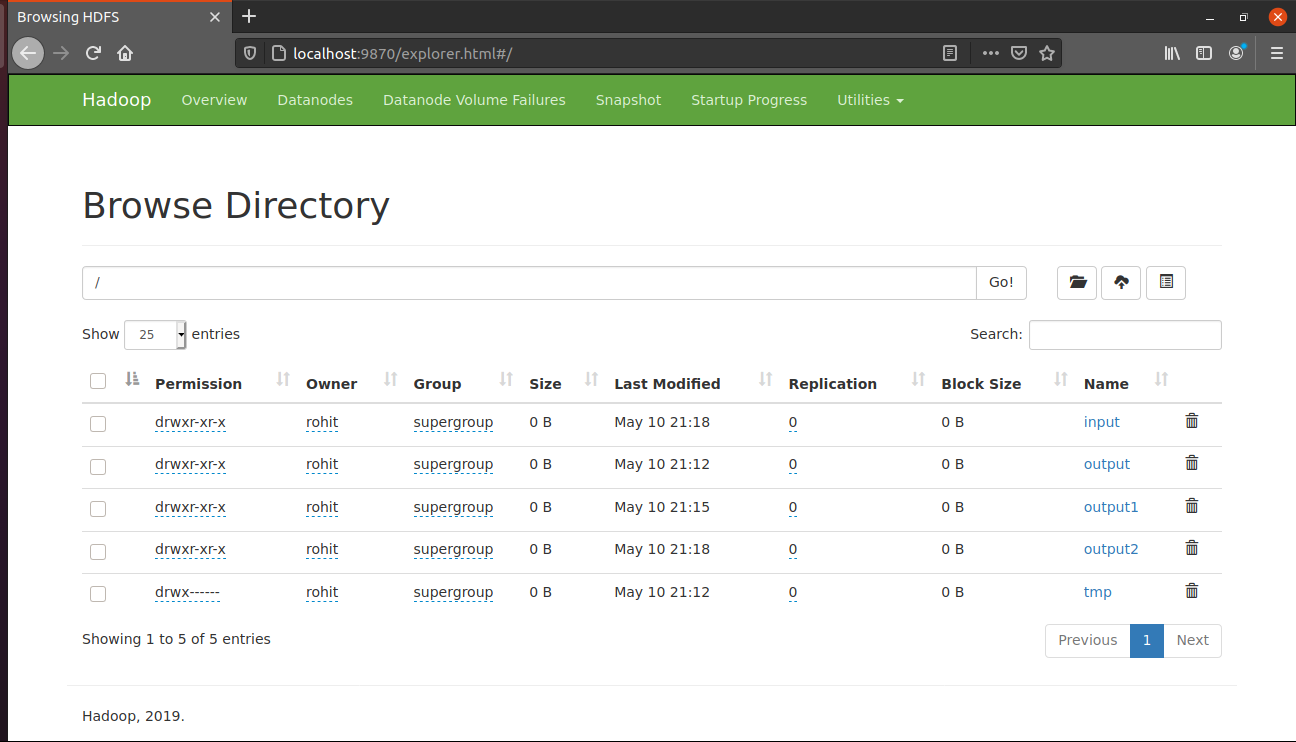 Browsing HDFS
localhost:9870/explorer.html#/
Hadoop Overview Datanodes Datanode Volume Failures Snapshot Startup Progress Utilities
Browse Directory
/ Go!
Show 25 entries Search:
Permission Owner Group Size Last Modified Replication Block Size Name
drwxr-xr-x rohit supergroup 0 B May 10 21:18 0 0 B input
drwxr-xr-x rohit supergroup 0 B May 10 21:12 0 0 B output
drwxr-xr-x rohit supergroup 0 B May 10 21:15 0 0 B output1
drwxr-xr-x rohit supergroup 0 B May 10 21:18 0 0 B output2
drwx------ rohit supergroup 0 B May 10 21:12 0 0 B tmp
Showing 1 to 5 of 5 entries Previous 1 Next
Hadoop, 2019.